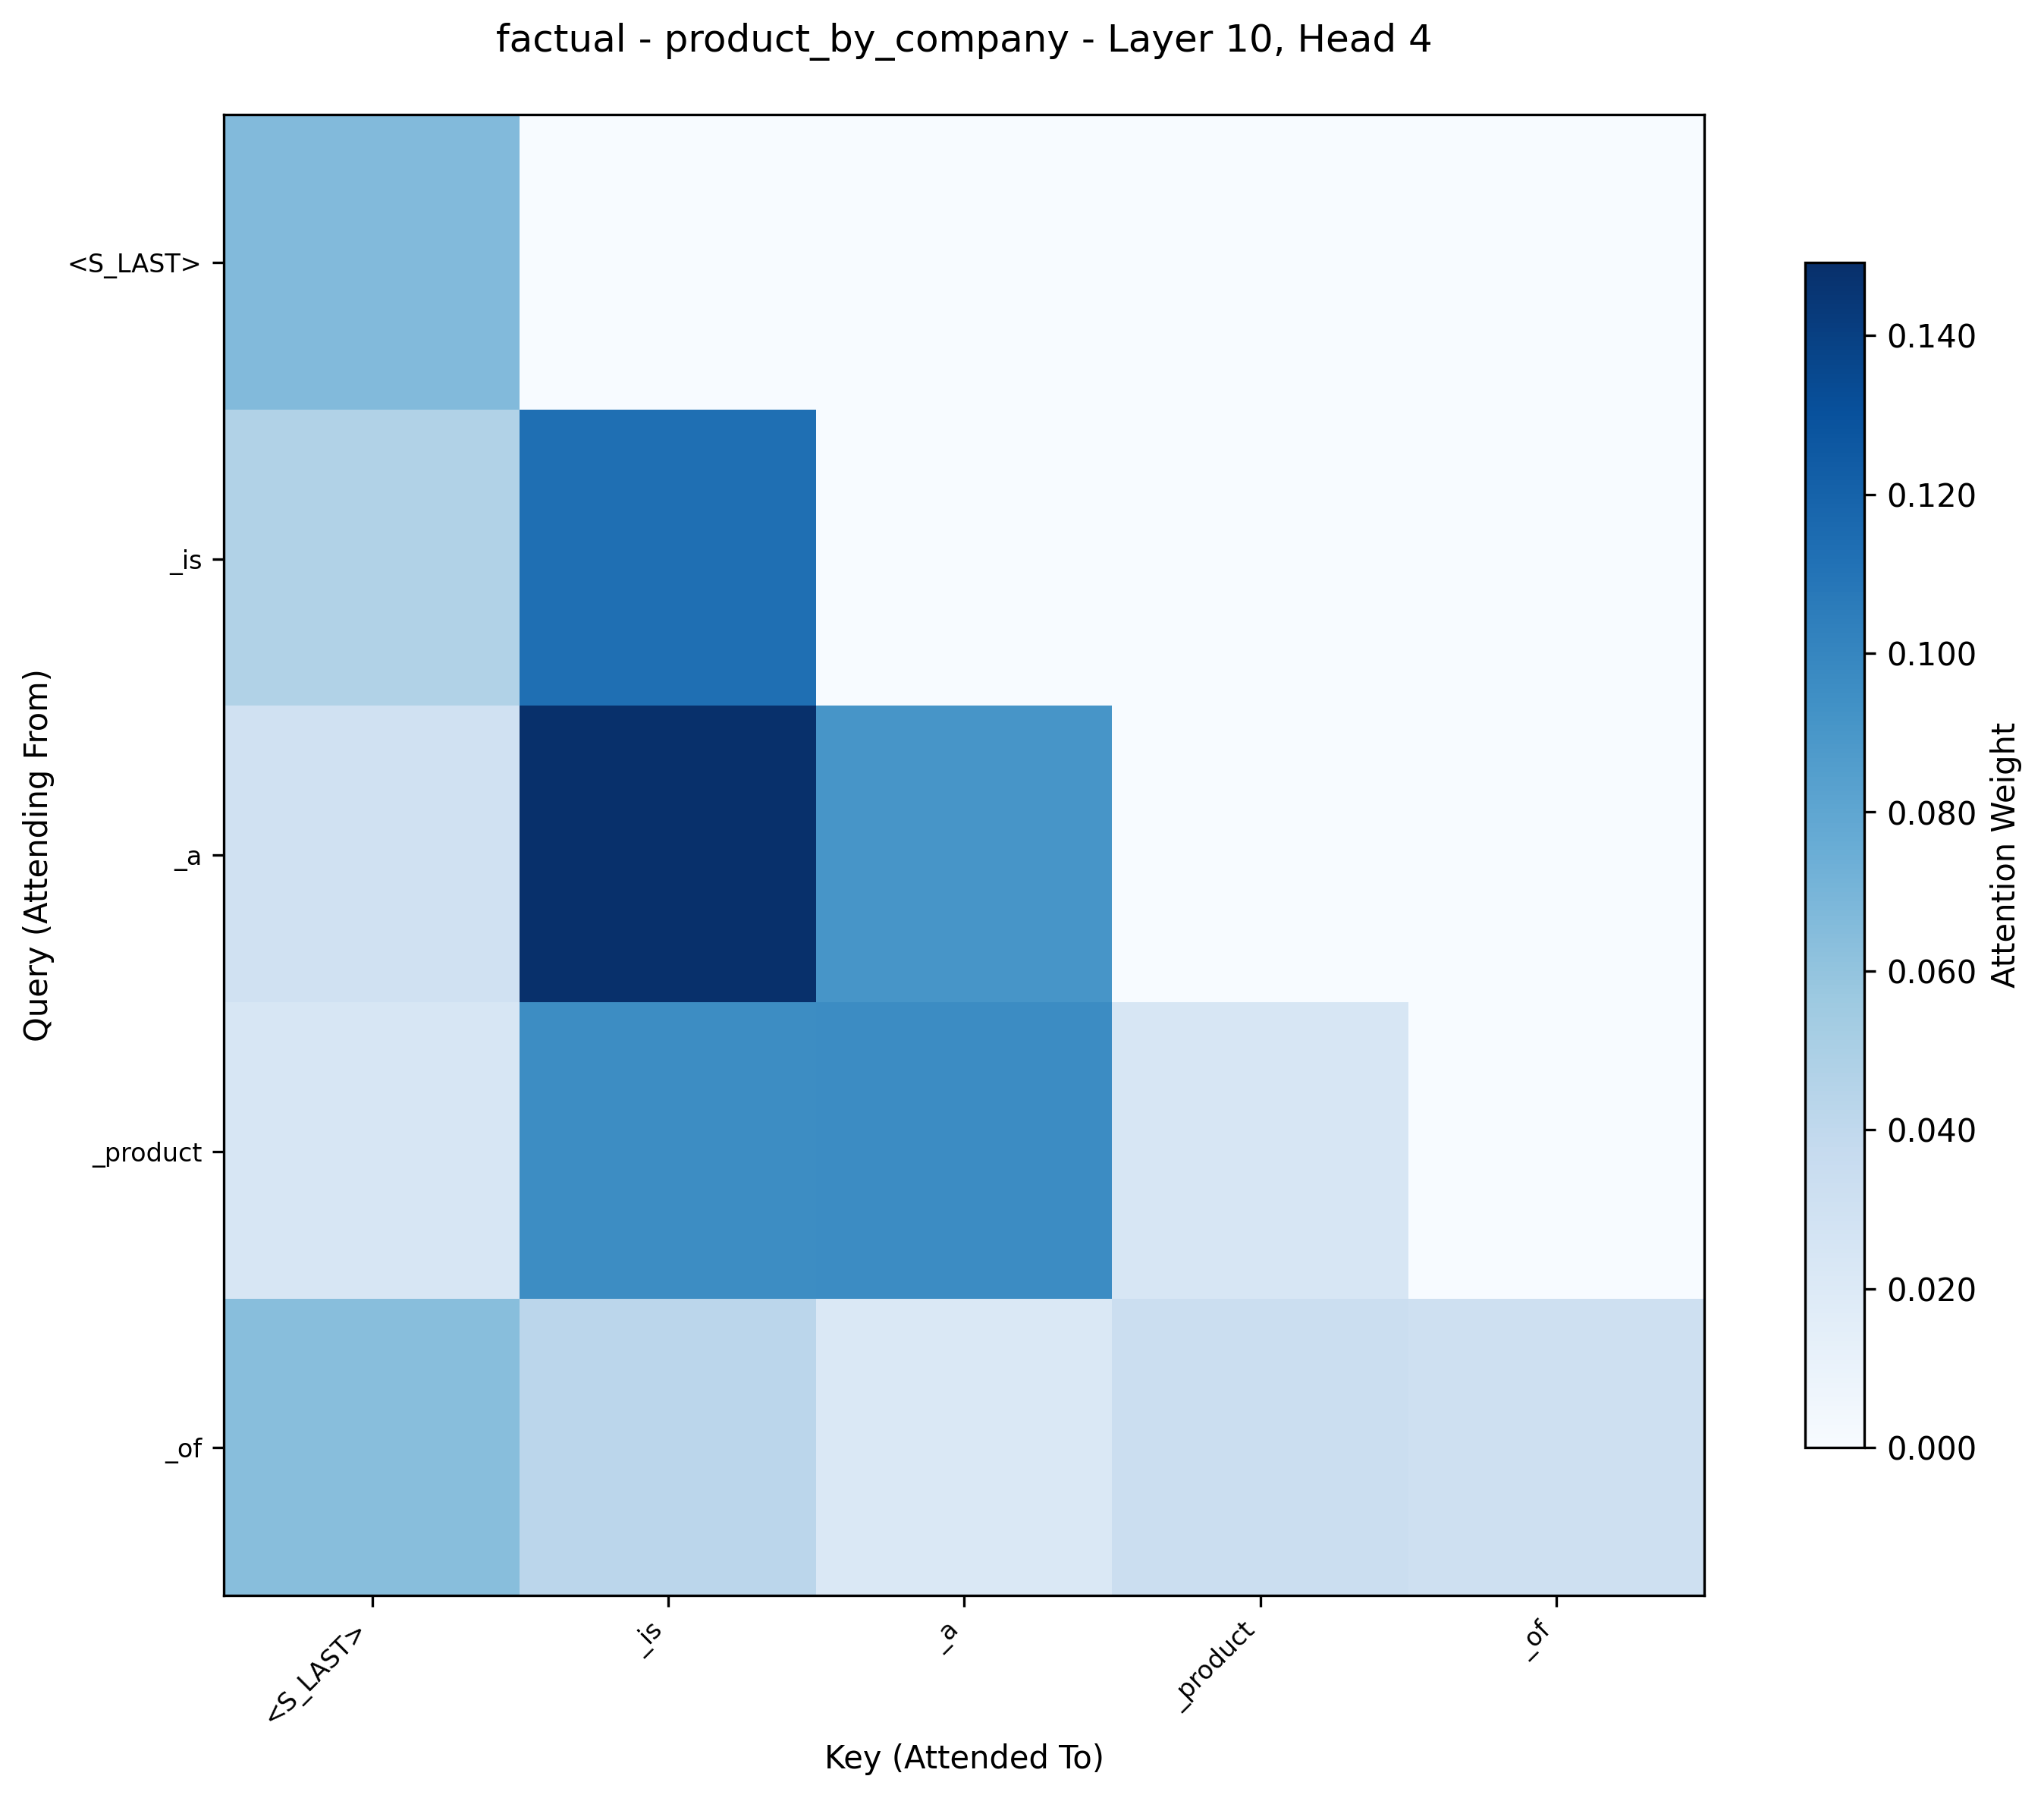 factual - product_by_company - Layer 10, Head 4
Query (Attending From)
<S_LAST>
_is
_a
_product
_of
<S_LAST>
_is
_a
_product
_of
Key (Attended To)
0.140
0.120
0.100
0.080
0.060
0.040
0.020
0.000
Attention Weight